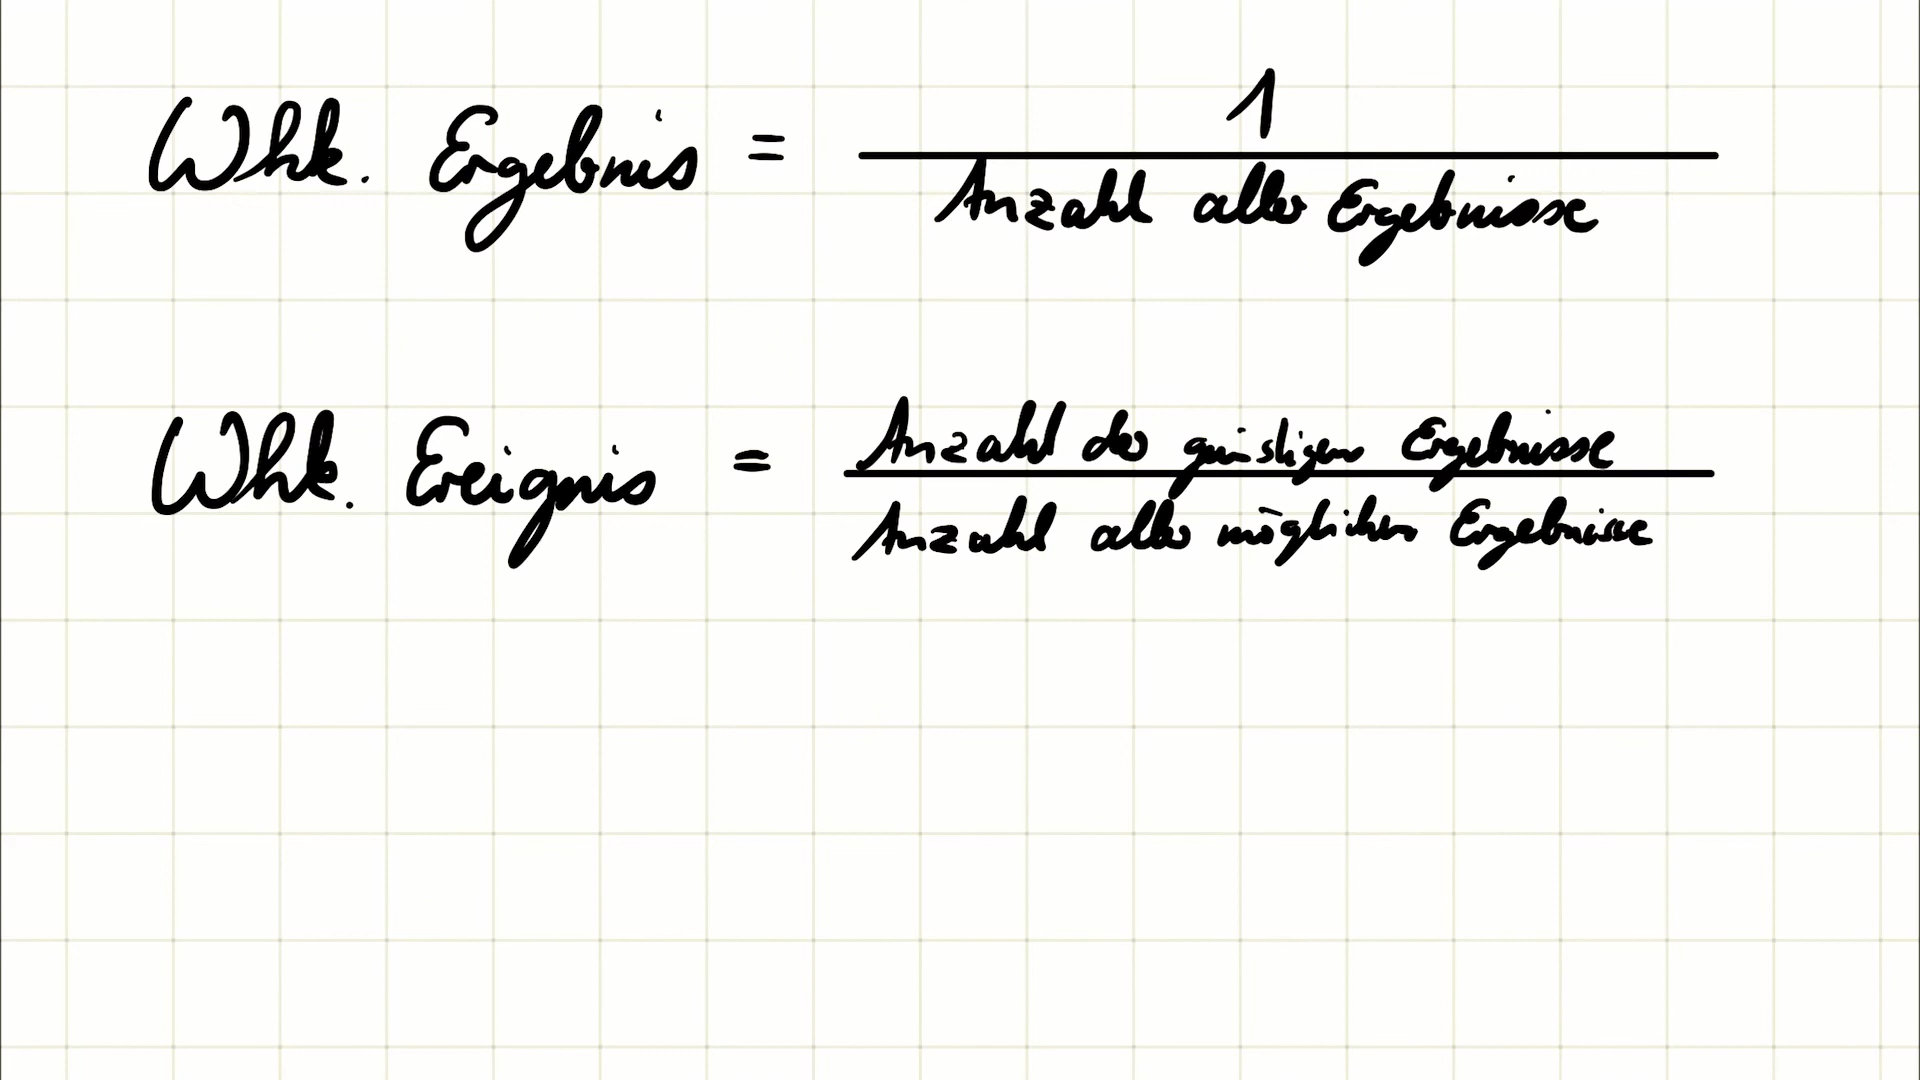 Whk. Ergebnis = 1
Anzahl aller Ergebnisse
Whk. Ereignis = Anzahl der günstigen Ergebnisse
Anzahl aller möglichen Ergebnisse